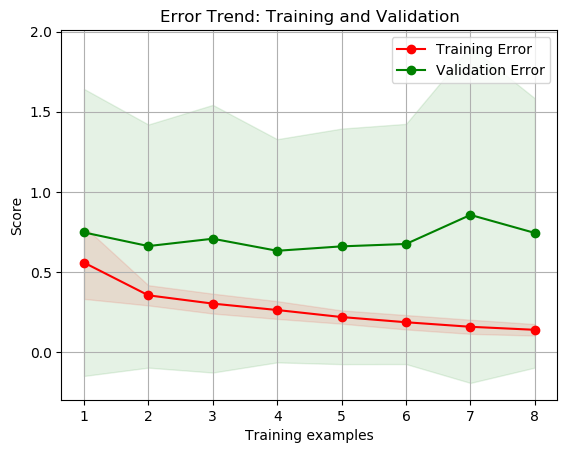 Error Trend: Training and Validation
2.0
1.5
1.0
0.5
0.0
Score
Training Error
Validation Error
1 2 3 4 5 6 7 8
Training examples